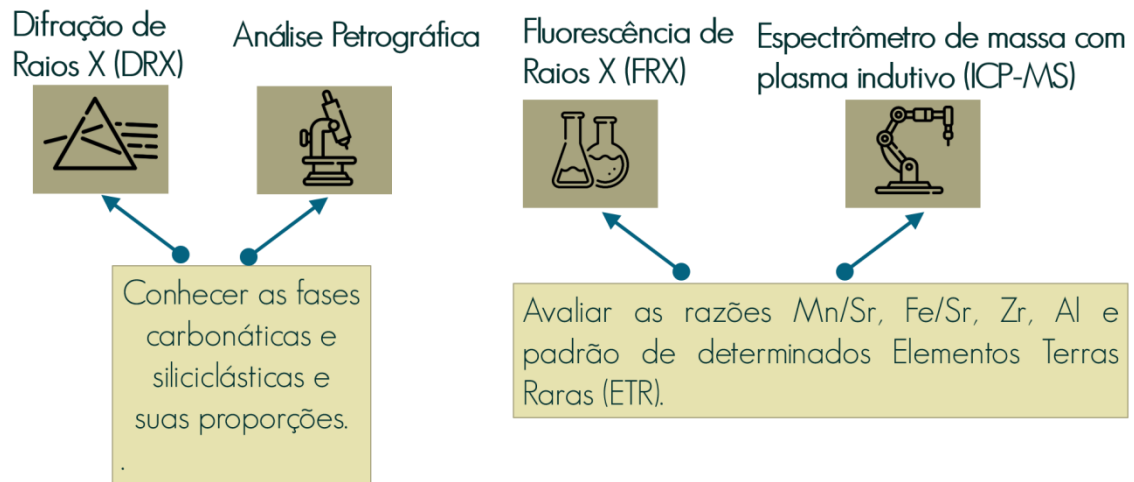 Difração de
Raios X (DRX)
Análise Petrográfica
Fluorescência de
Raios X (FRX)
Espectrômetro de massa com
plasma indutivo (ICP-MS)
Conhecer as fases
carbonáticas e
siliciclásticas e
suas proporções.
.
Avaliar as razões Mn/Sr, Fe/Sr, Zr, Al e
padrão de determinados Elementos Terras
Raras (ETR).